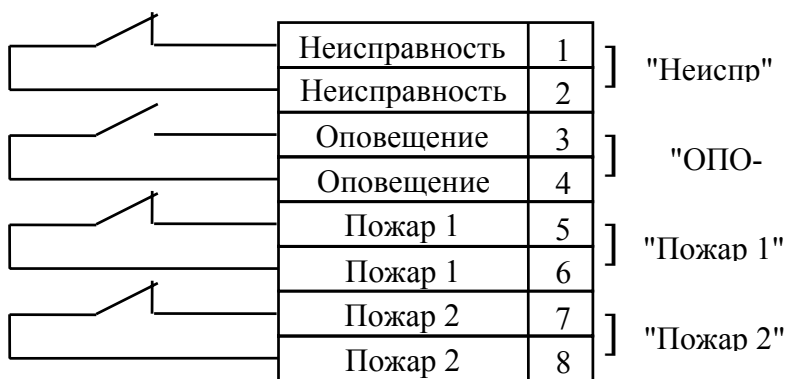 Неисправность 1
"Неиспр"
Неисправность 2
Оповещение 3
"ОПО-
Оповещение 4
Пожар 1 5
"Пожар 1"
Пожар 1 6
Пожар 2 7
"Пожар 2"
Пожар 2 8